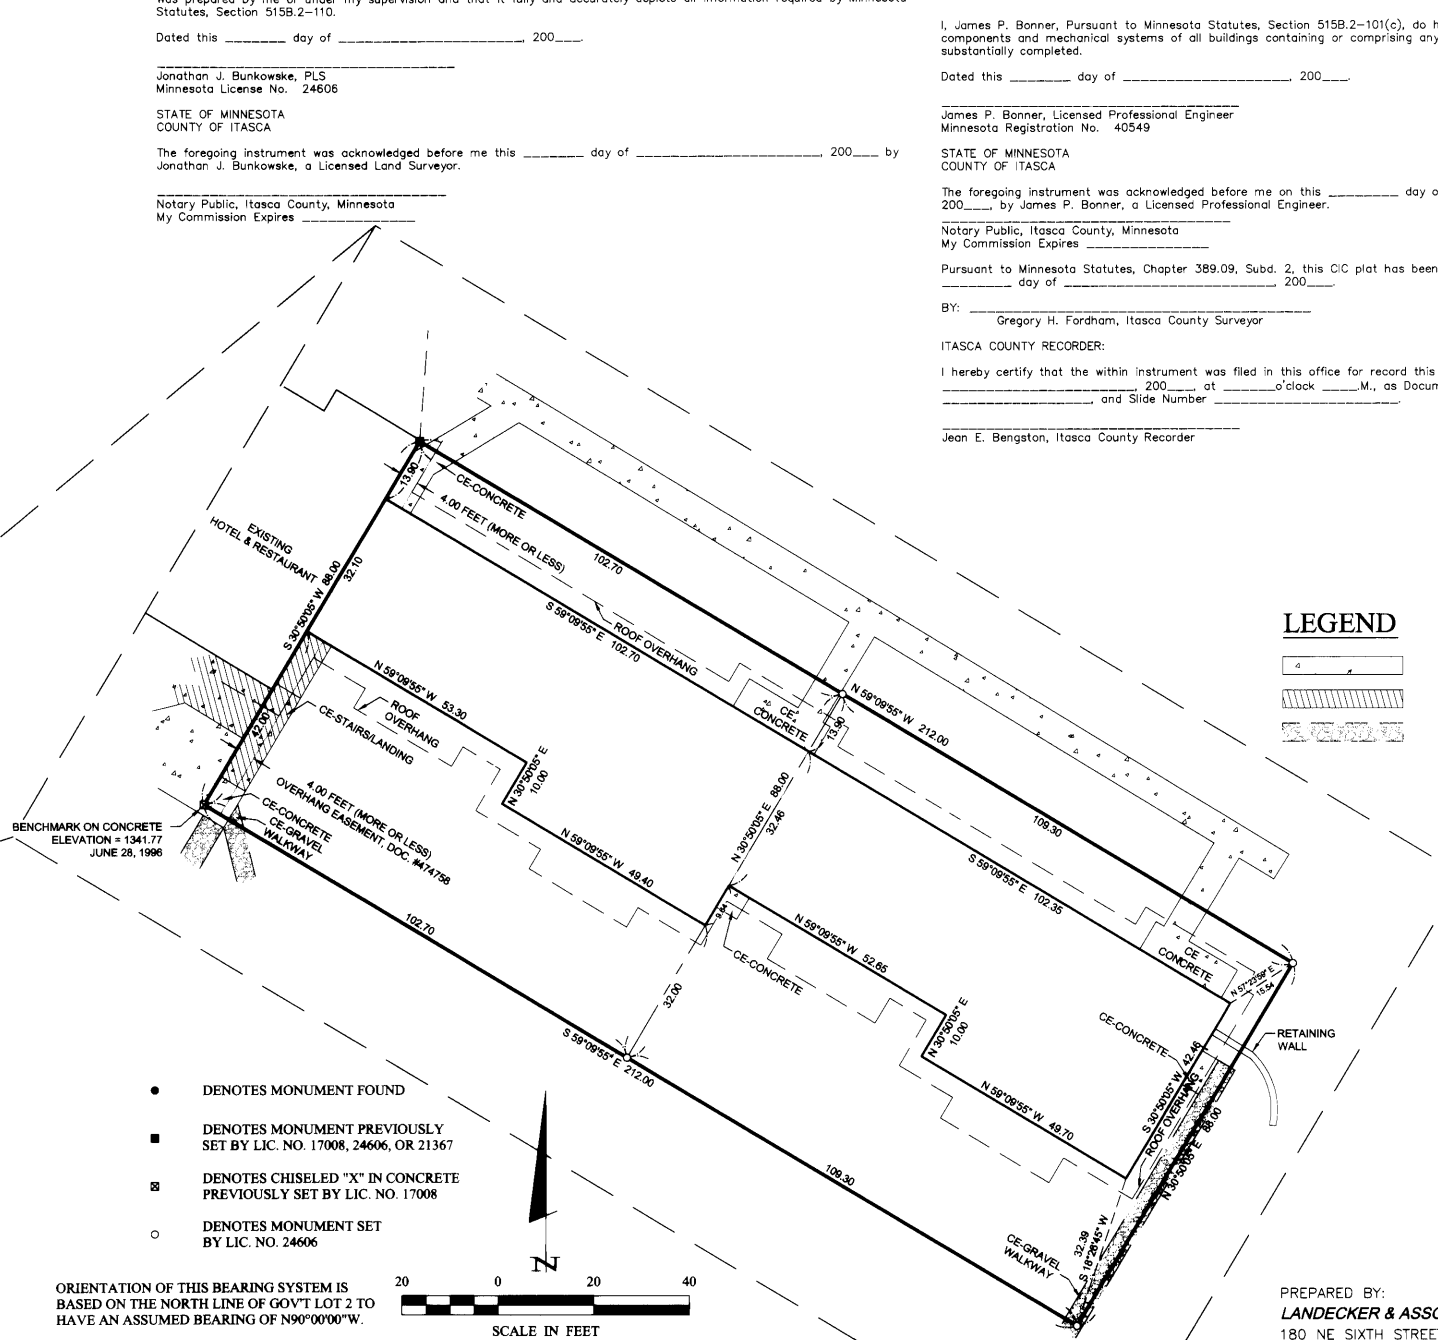 was prepared by me or under my supervision and that it fully and accurately depicts all information required by Minnesota
Statutes, Section 515B.2-110.
Dated this _______ day of _____________________, 200___.
Jonathan J. Bunkowske, PLS
Minnesota License No. 24606
STATE OF MINNESOTA
COUNTY OF ITASCA
The foregoing instrument was acknowledged before me this _______ day of _____________________, 200___ by
Jonathan J. Bunkowske, a Licensed Land Surveyor.
Notary Public, Itasca County, Minnesota
My Commission Expires _____________
I, James P. Bonner, Pursuant to Minnesota Statutes, Section 515B.2-101(c), do h
components and mechanical systems of all buildings containing or comprising any
substantially completed.
Dated this _______ day of ___________________, 200___.
James P. Bonner, Licensed Professional Engineer
Minnesota Registration No. 40549
STATE OF MINNESOTA
COUNTY OF ITASCA
The foregoing instrument was acknowledged before me on this ________ day o
200___, by James P. Bonner, a Licensed Professional Engineer.
Notary Public, Itasca County, Minnesota
My Commission Expires ______________
Pursuant to Minnesota Statutes, Chapter 389.09, Subd. 2, this CIC plat has been
________ day of ________________________, 200___.
BY: _______________________________________
Gregory H. Fordham, Itasca County Surveyor
ITASCA COUNTY RECORDER:
I hereby certify that the within instrument was filed in this office for record this
______________________, 200___, at ______o'clock ____.M., as Docum
_________________, and Slide Number _____________________.
Jean E. Bengston, Itasca County Recorder
13.90
CE-CONCRETE
4.00 FEET (MORE OR LESS)
102.70
EXISTING
HOTEL & RESTAURANT
S 30°50'05" W 88.00
32.10
S 59°09'55" E 102.70
ROOF OVERHANG
N 59°09'55" W 53.30
ROOF
OVERHANG
CE-STAIRS/LANDING
42.00
CE
CONCRETE
13.90
N 59°09'55" W 212.00
N 30°50'05" E
10.00
N 30°50'05" E 88.00
32.46
109.30
4.00 FEET (MORE OR LESS)
OVERHANG EASEMENT, DOC. #474758
CE-CONCRETE
CE-GRAVEL
WALKWAY
BENCHMARK ON CONCRETE
ELEVATION = 1341.77
JUNE 28, 1996
N 59°09'55" W 49.40
S 59°09'55" E 102.35
102.70
9.64
N 59°09'55" W 52.65
CE-CONCRETE
CE
CONCRETE
N 57°23'59" E
15.54
32.00
N 30°50'05" E
10.00
CE-CONCRETE
RETAINING
WALL
S 59°09'55" E 212.00
S 30°50'05" W 42.46
ROOF OVERHANG
N 59°09'55" W 49.70
N 30°50'05" E 88.00
109.30
32.39
S 18°26'45" W
CE-GRAVEL
WALKWAY
LEGEND
DENOTES MONUMENT FOUND
DENOTES MONUMENT PREVIOUSLY
SET BY LIC. NO. 17008, 24606, OR 21367
DENOTES CHISELED "X" IN CONCRETE
PREVIOUSLY SET BY LIC. NO. 17008
DENOTES MONUMENT SET
BY LIC. NO. 24606
N
ORIENTATION OF THIS BEARING SYSTEM IS
BASED ON THE NORTH LINE OF GOV'T LOT 2 TO
HAVE AN ASSUMED BEARING OF N90°00'00"W.
20 0 20 40
SCALE IN FEET
PREPARED BY:
LANDECKER & ASSO
180 NE SIXTH STREET